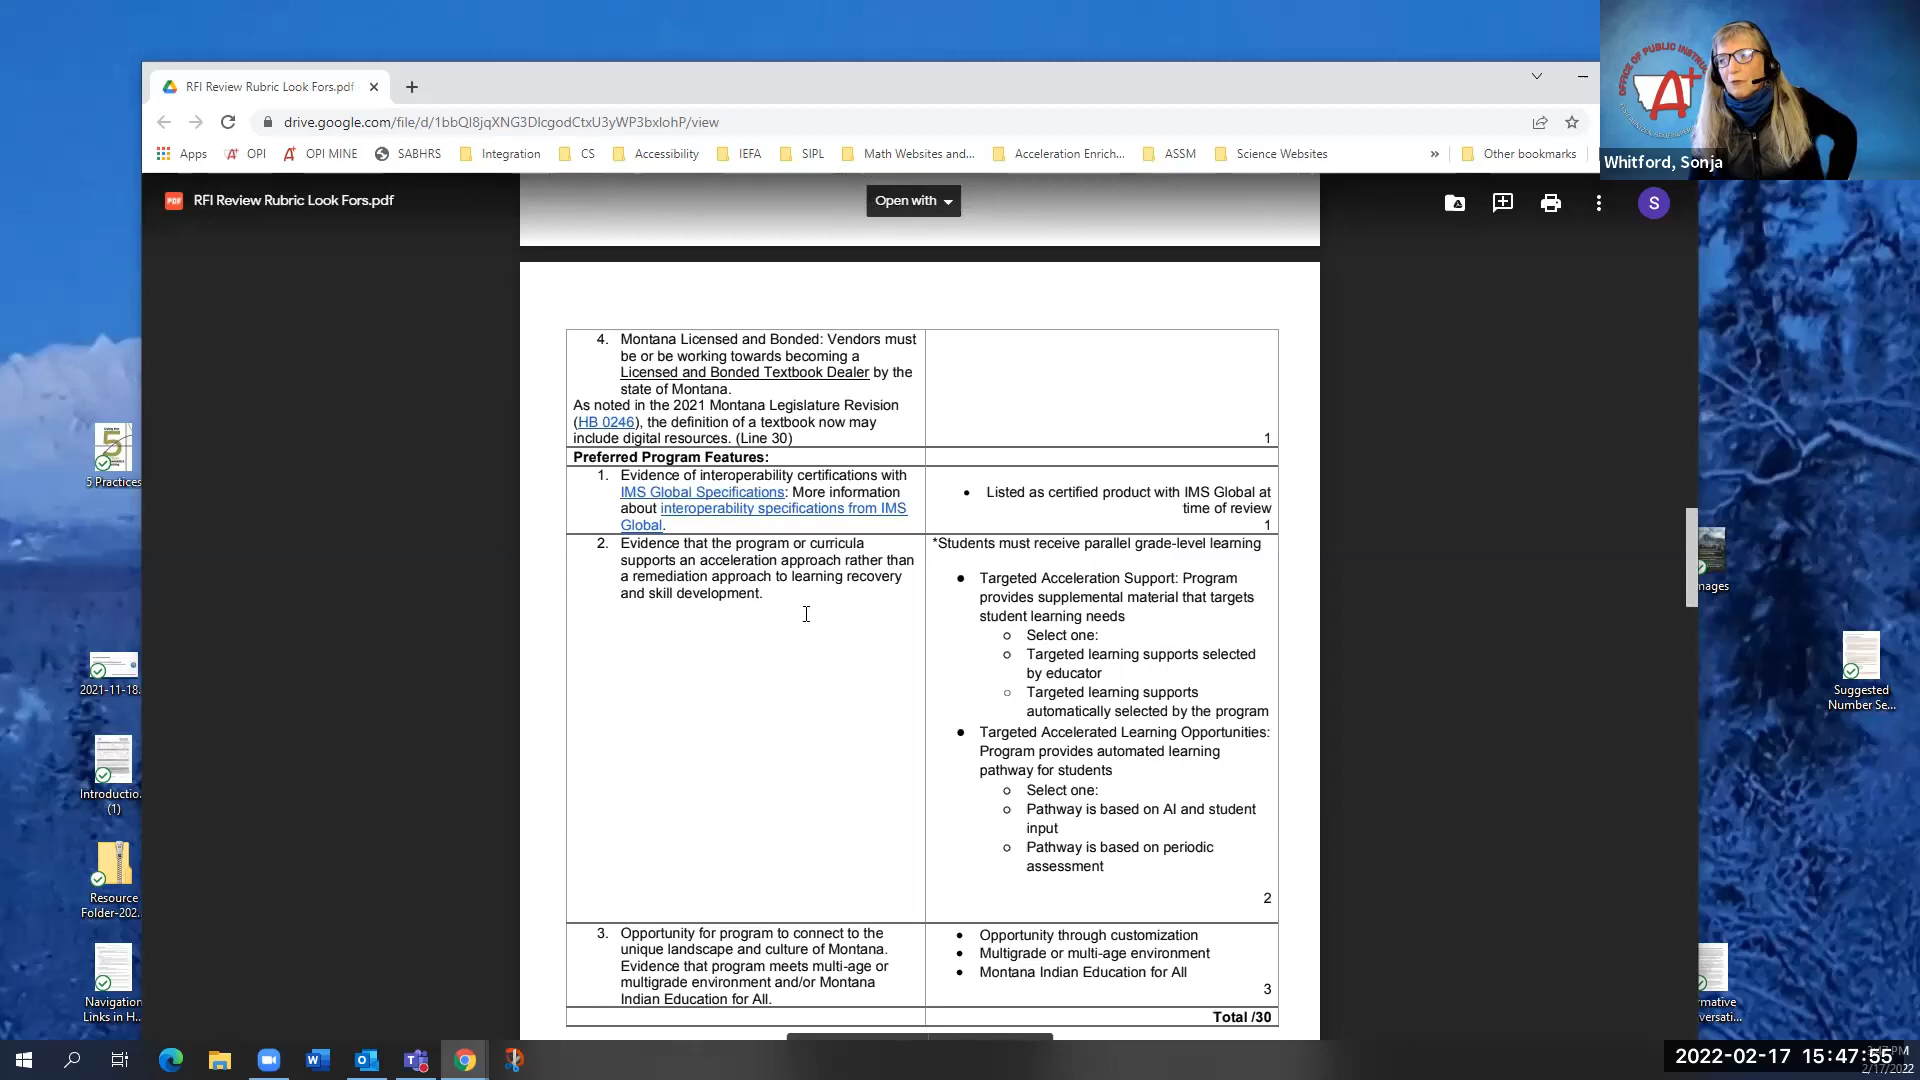 RFI Review Rubric Look Fors.pdf
drive.google.com/file/d/1bbQl8jqXNG3DlcgodCtxU3yWP3bxlohP/view
Apps OPI OPI MINE SABHRS Integration CS Accessibility IEFA SIPL Math Websites and... Acceleration Enrich... ASSM Science Websites » Other bookmarks
Whitford, Sonja
PDF RFI Review Rubric Look Fors.pdf
Open with
S
4. Montana Licensed and Bonded: Vendors must
be or be working towards becoming a
Licensed and Bonded Textbook Dealer by the
state of Montana.
As noted in the 2021 Montana Legislature Revision
(HB 0246), the definition of a textbook now may
include digital resources. (Line 30)
1
Preferred Program Features:
1. Evidence of interoperability certifications with
IMS Global Specifications: More information
about interoperability specifications from IMS
Global.
• Listed as certified product with IMS Global at
time of review
1
2. Evidence that the program or curricula
supports an acceleration approach rather than
a remediation approach to learning recovery
and skill development.
*Students must receive parallel grade-level learning
● Targeted Acceleration Support: Program
provides supplemental material that targets
student learning needs
○ Select one:
○ Targeted learning supports selected
by educator
○ Targeted learning supports
automatically selected by the program
● Targeted Accelerated Learning Opportunities:
Program provides automated learning
pathway for students
○ Select one:
○ Pathway is based on AI and student
input
○ Pathway is based on periodic
assessment
2
3. Opportunity for program to connect to the
unique landscape and culture of Montana.
Evidence that program meets multi-age or
multigrade environment and/or Montana
Indian Education for All.
• Opportunity through customization
• Multigrade or multi-age environment
• Montana Indian Education for All
3
Total /30
5
5 Practices
2021-11-18.
Introductio.
(1)
Resource
Folder-202..
Navigation
Links in H...
mages
Suggested
Number Se...
rmative
versati...
2022-02-17 15:47:55
2/17/2022